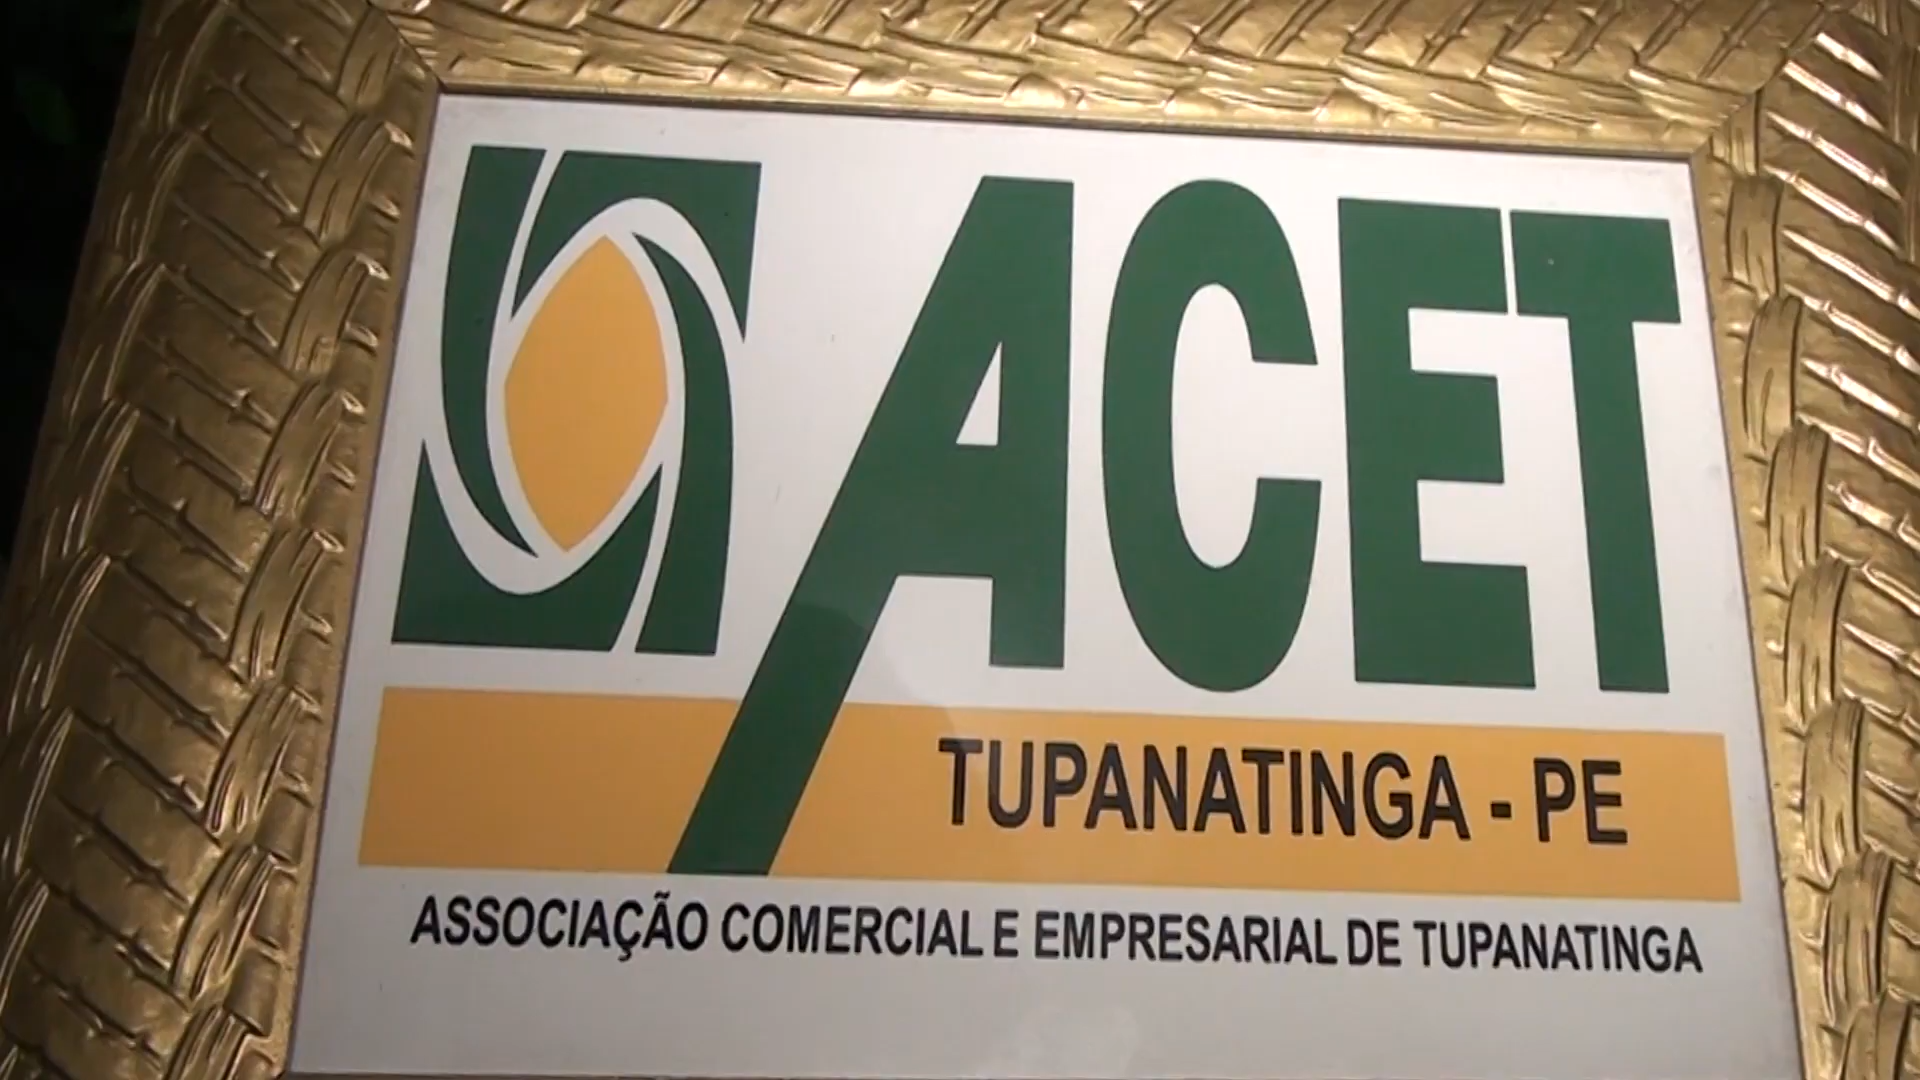 ACET
TUPANATINGA - PE
ASSOCIAÇÃO COMERCIAL E EMPRESARIAL DE TUPANATINGA